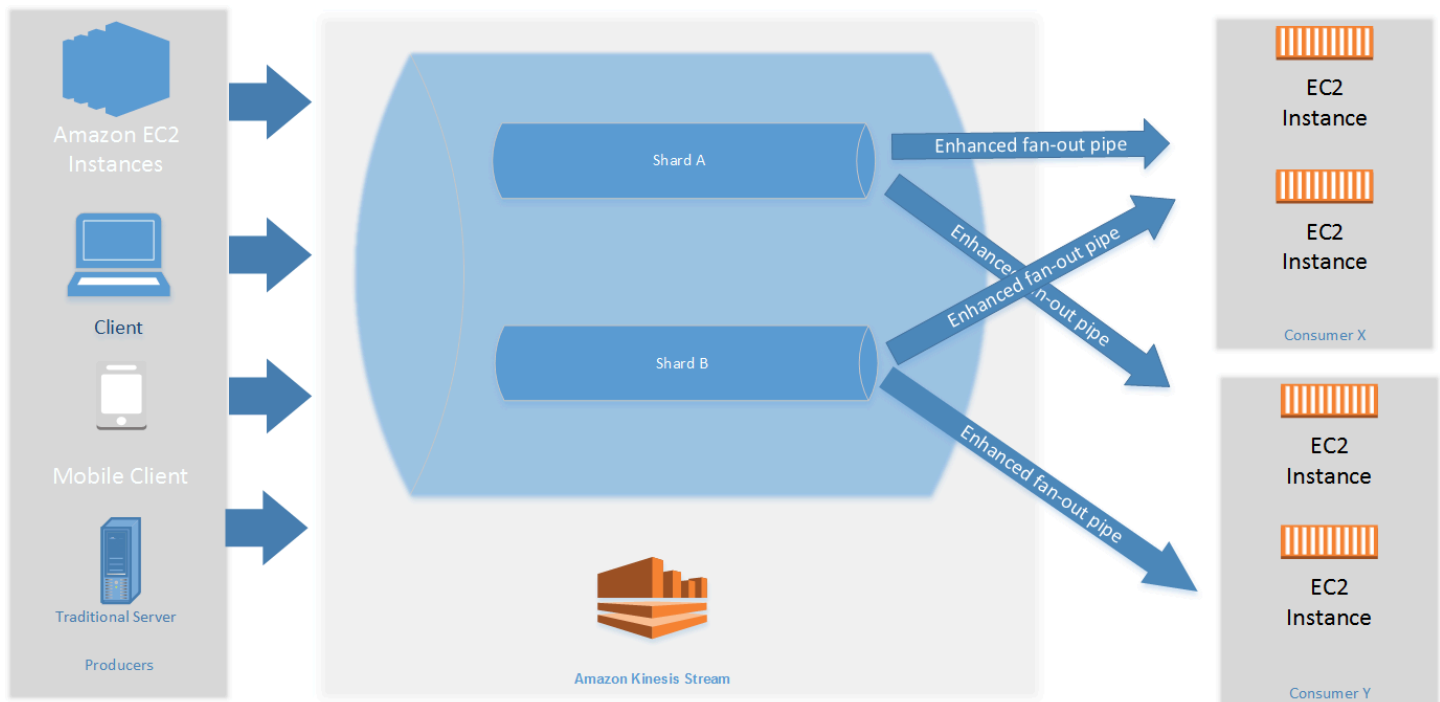 Amazon EC2
Instances
Client
Mobile Client
Traditional Server
Producers
Shard A
Shard B
Enhanced fan-out pipe
Enhanced fan-out pipe
Enhanced fan-out pipe
Enhanced fan-out pipe
Amazon Kinesis Stream
EC2
Instance
EC2
Instance
Consumer X
EC2
Instance
EC2
Instance
Consumer Y